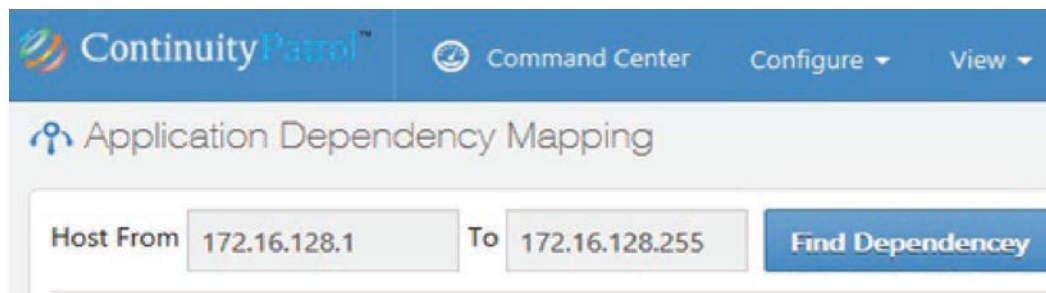 ContinuityPatrol™ Command Center Configure View
Application Dependency Mapping
Host From 172.16.128.1 To 172.16.128.255 Find Dependencey